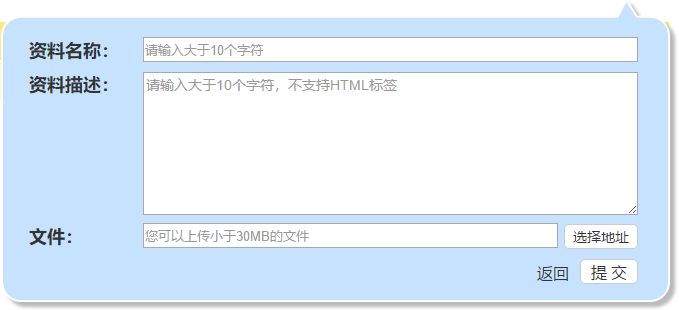 资料名称： 请输入大于10个字符
资料描述： 请输入大于10个字符，不支持HTML标签
文件： 您可以上传小于30MB的文件 选择地址
返回 提 交